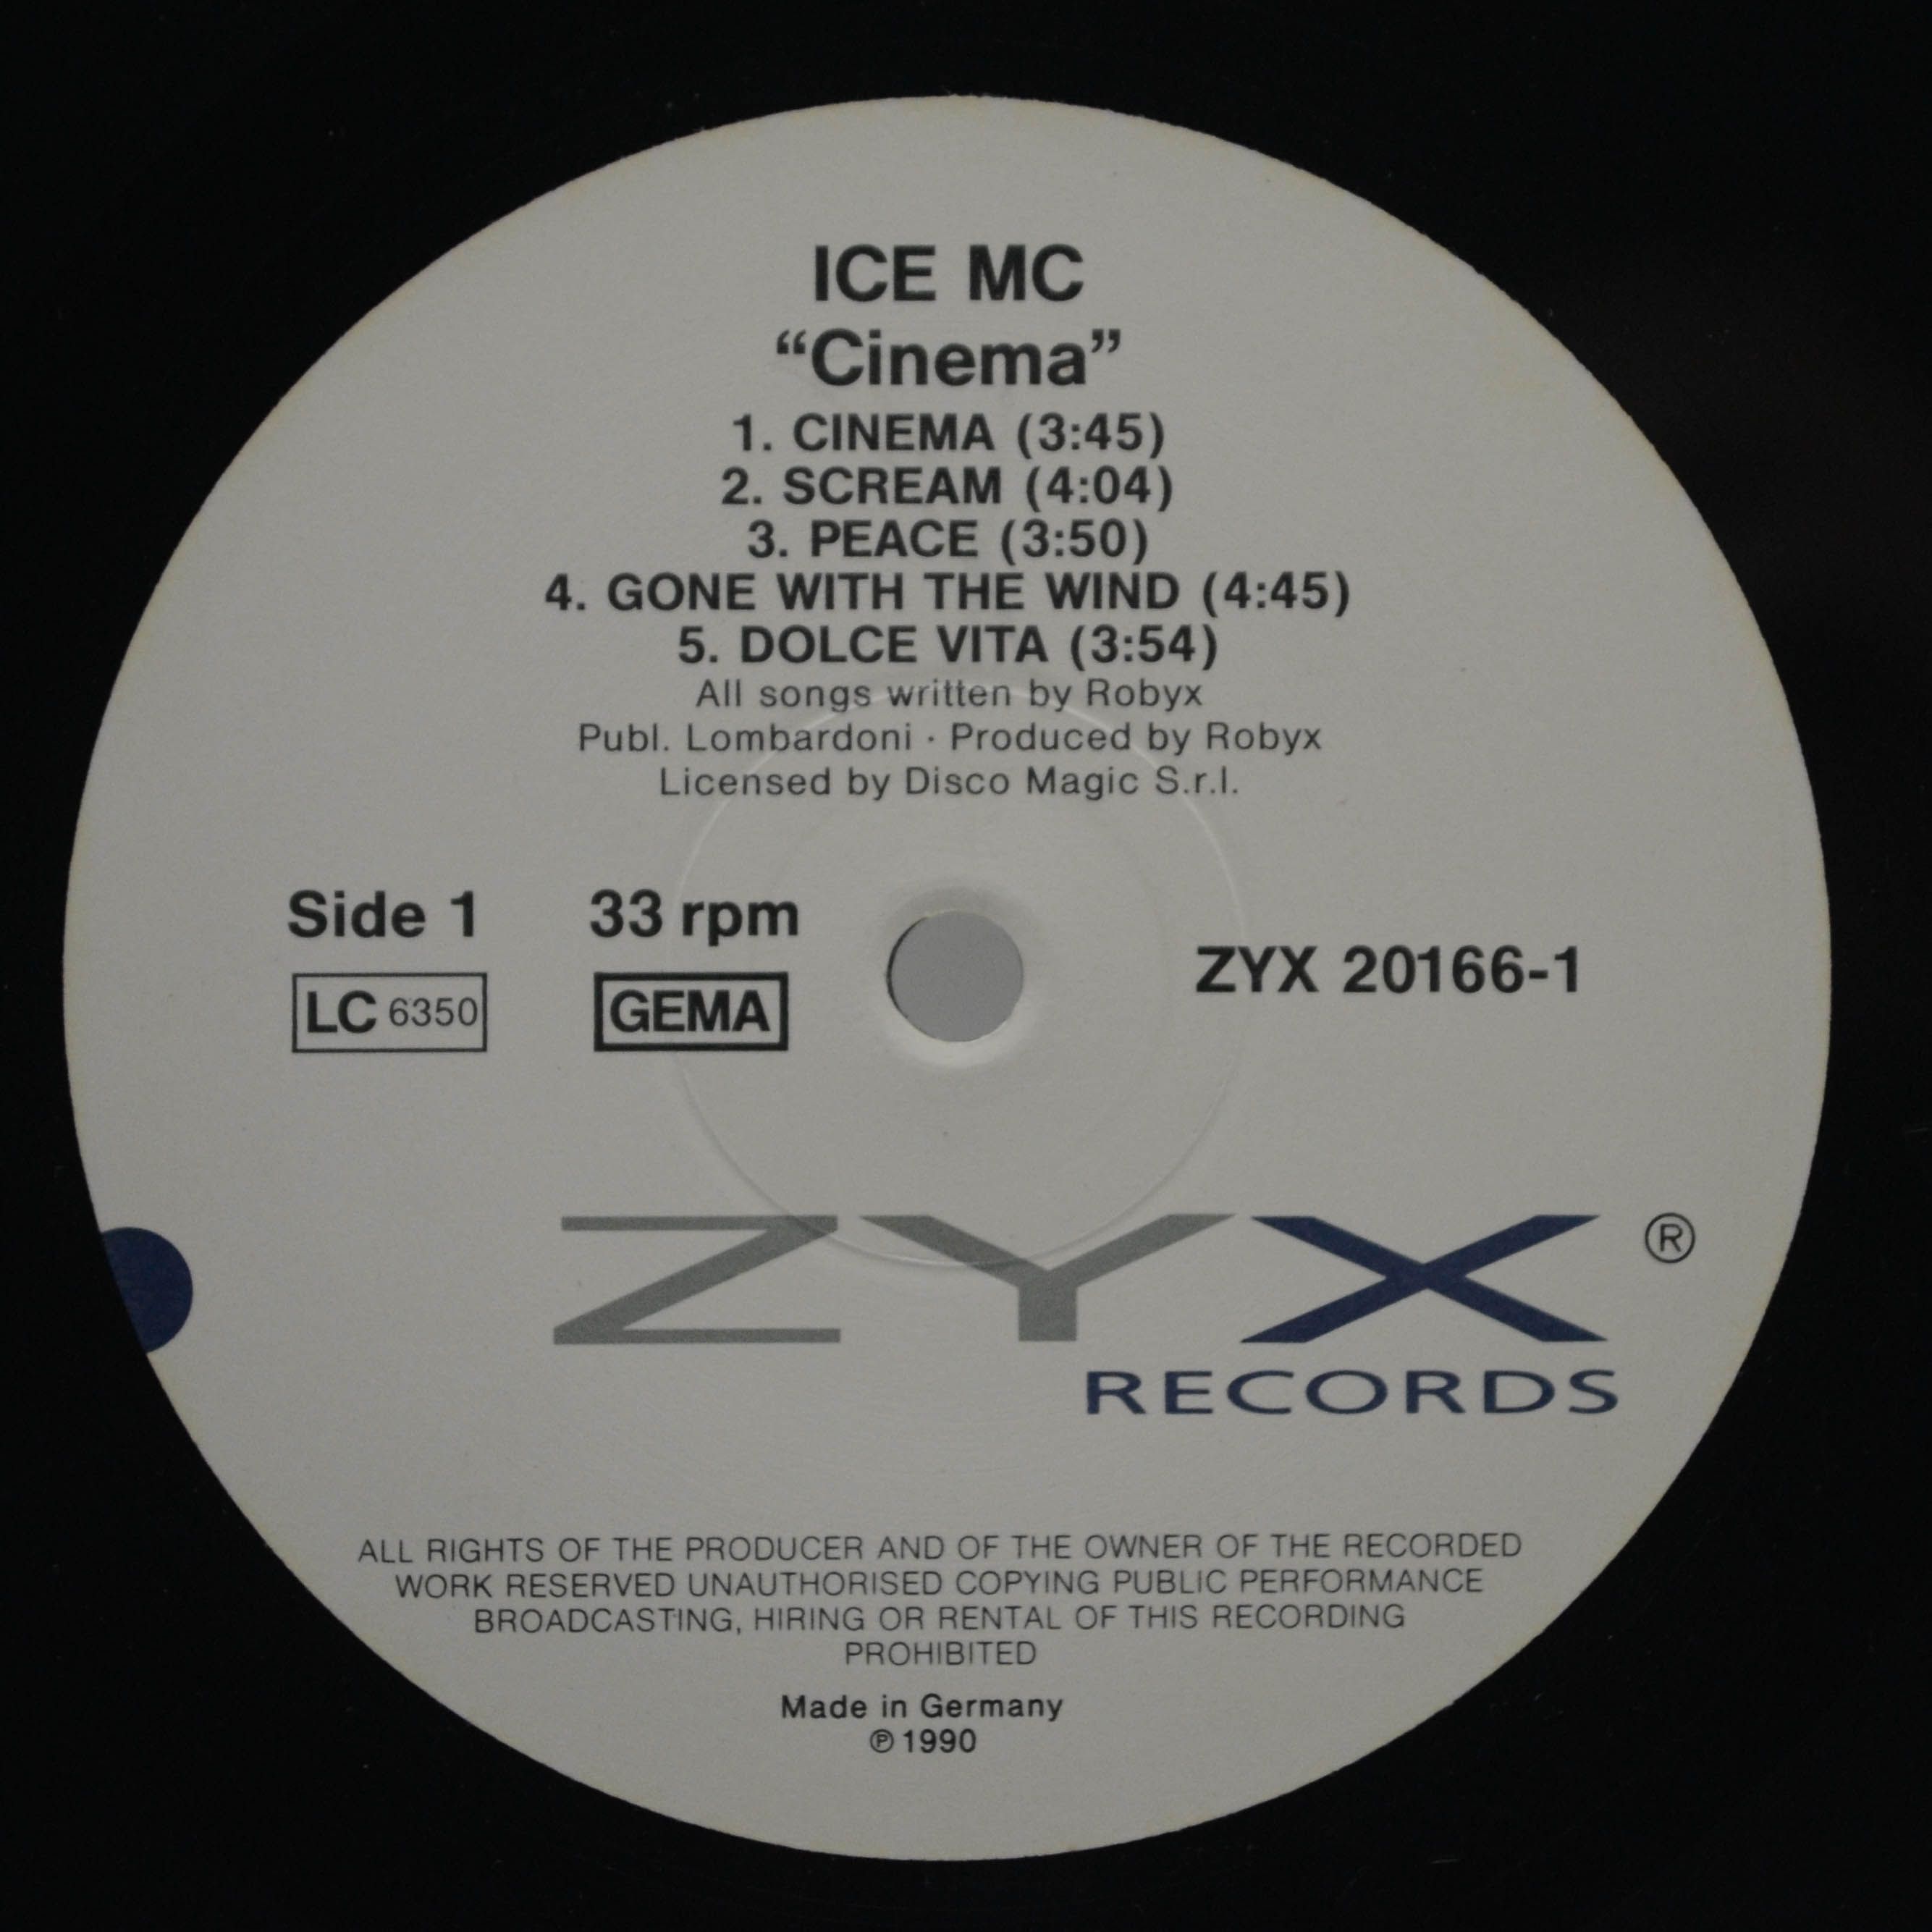 ICE MC
“Cinema”
1. CINEMA (3:45)
2. SCREAM (4:04)
3. PEACE (3:50)
4. GONE WITH THE WIND (4:45)
5. DOLCE VITA (3:54)
All songs written by Robyx
Publ. Lombardoni · Produced by Robyx
Licensed by Disco Magic S.r.l.
Side 1 33 rpm
LC 6350 GEMA
ZYX 20166-1
ZYX ®
RECORDS
ALL RIGHTS OF THE PRODUCER AND OF THE OWNER OF THE RECORDED
WORK RESERVED UNAUTHORISED COPYING PUBLIC PERFORMANCE
BROADCASTING, HIRING OR RENTAL OF THIS RECORDING
PROHIBITED
Made in Germany
℗ 1990